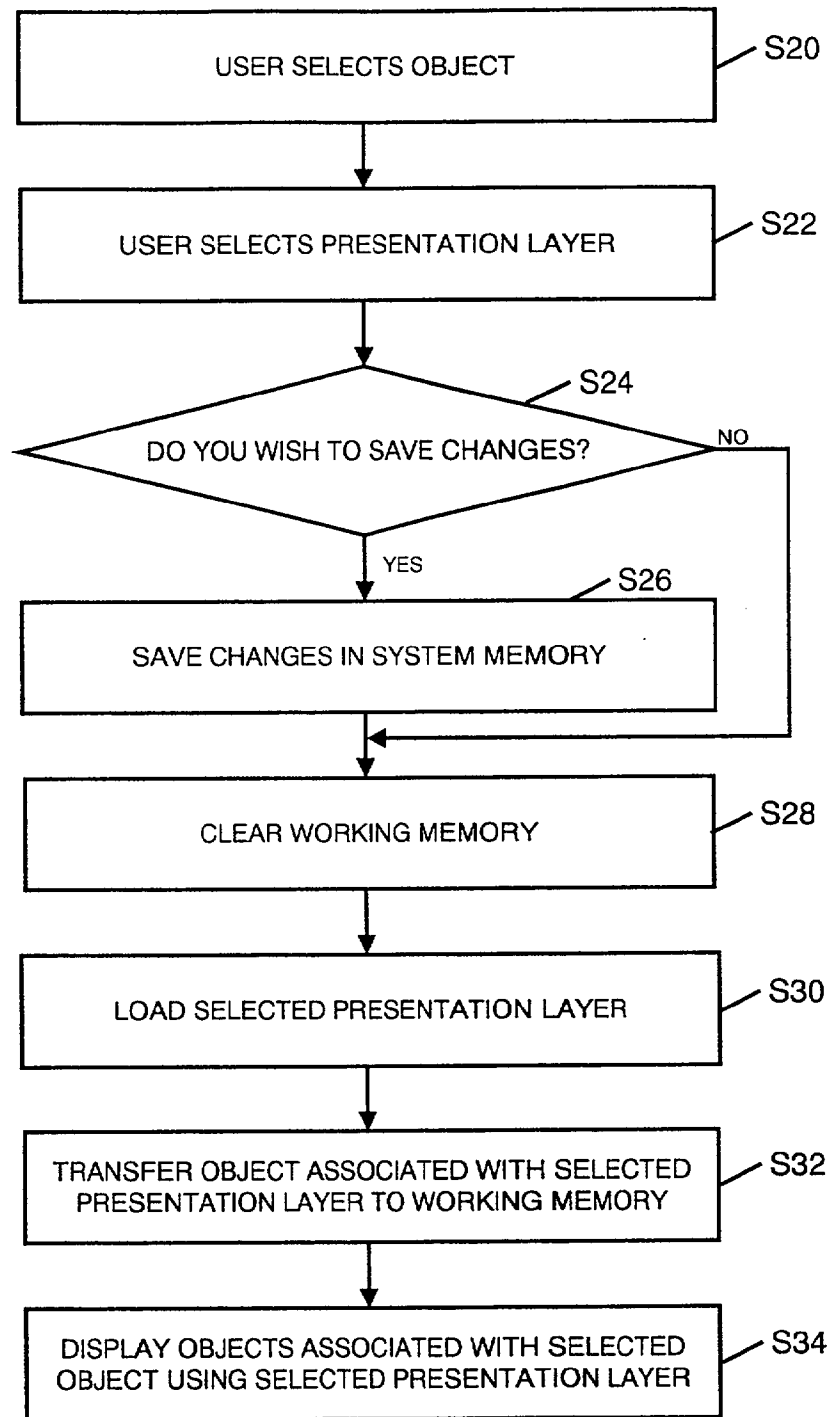 USER SELECTS OBJECT
S20
USER SELECTS PRESENTATION LAYER
S22
S24
DO YOU WISH TO SAVE CHANGES?
NO
YES
S26
SAVE CHANGES IN SYSTEM MEMORY
CLEAR WORKING MEMORY
S28
LOAD SELECTED PRESENTATION LAYER
S30
TRANSFER OBJECT ASSOCIATED WITH SELECTED
PRESENTATION LAYER TO WORKING MEMORY
S32
DISPLAY OBJECTS ASSOCIATED WITH SELECTED
OBJECT USING SELECTED PRESENTATION LAYER
S34